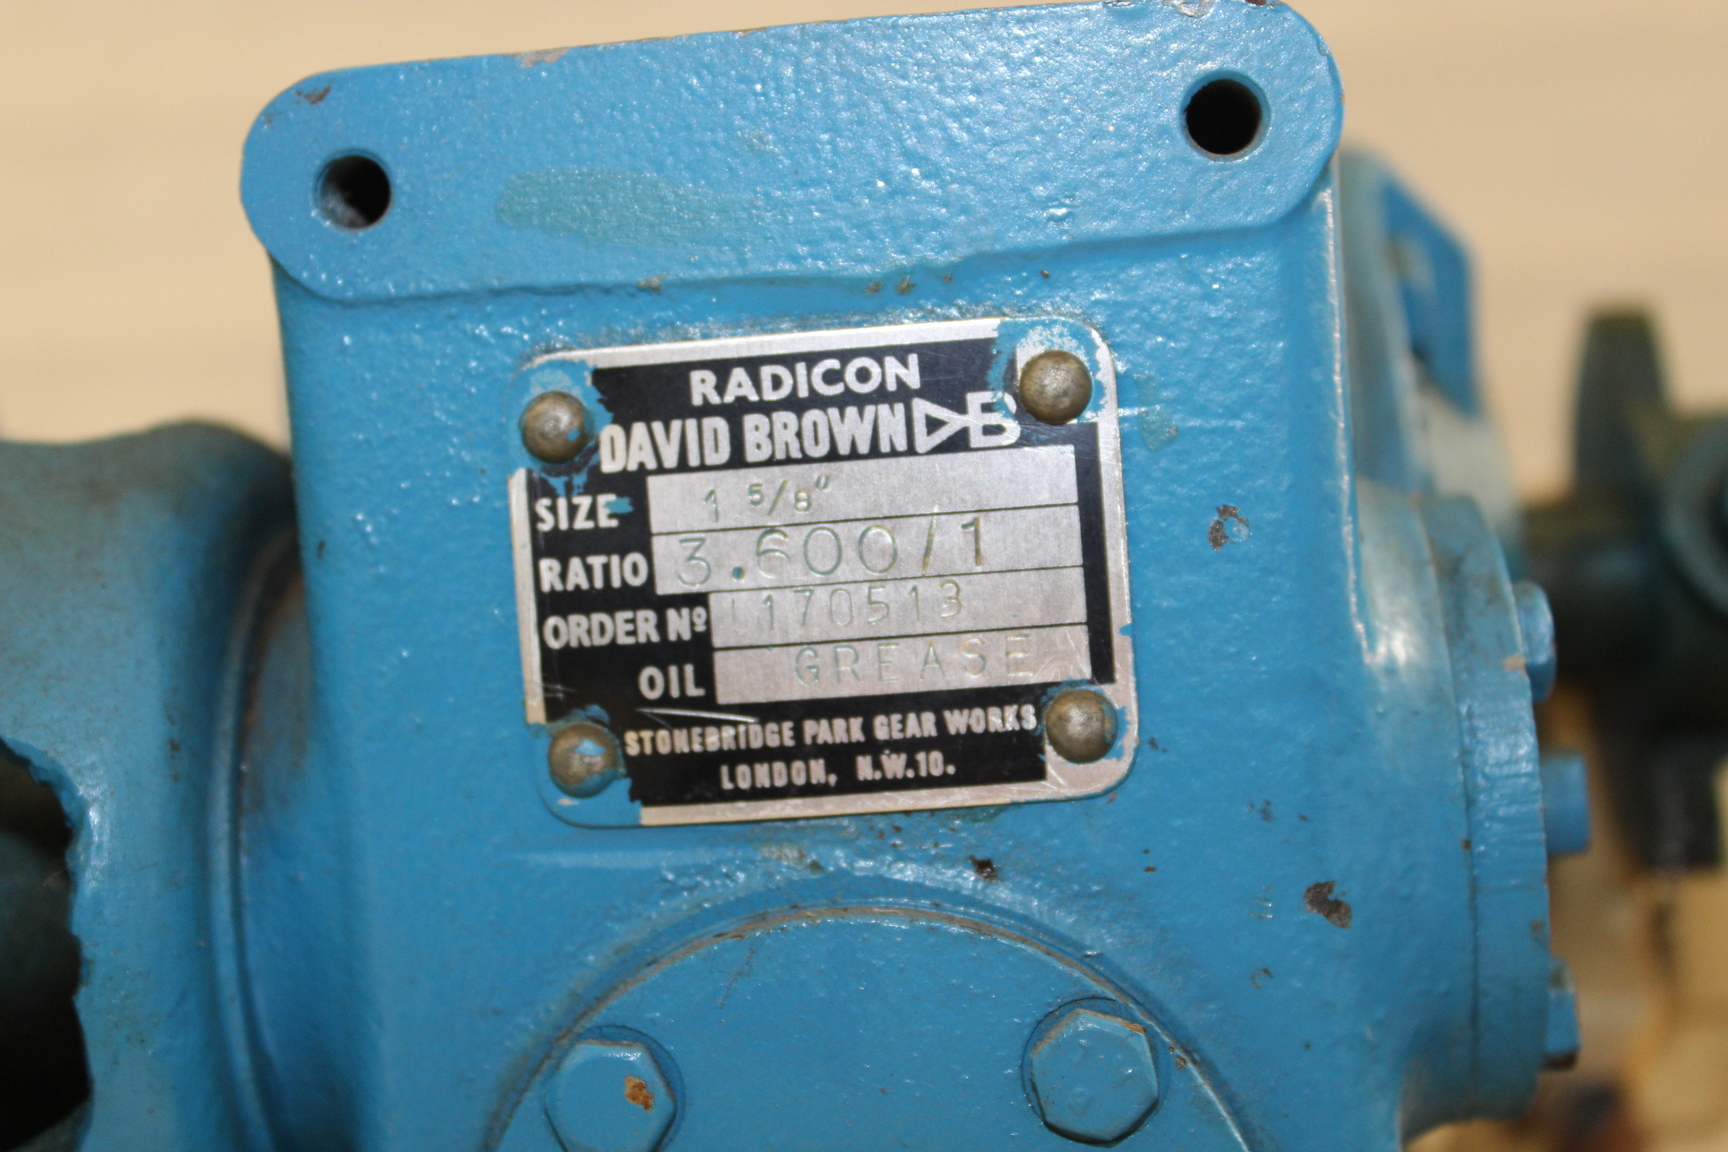 RADICON
DAVID BROWN DB
SIZE 1 5/8"
RATIO 3.600/1
ORDER Nº L170513
OIL GREASE
STONEBRIDGE PARK GEAR WORKS
LONDON, N.W.10.